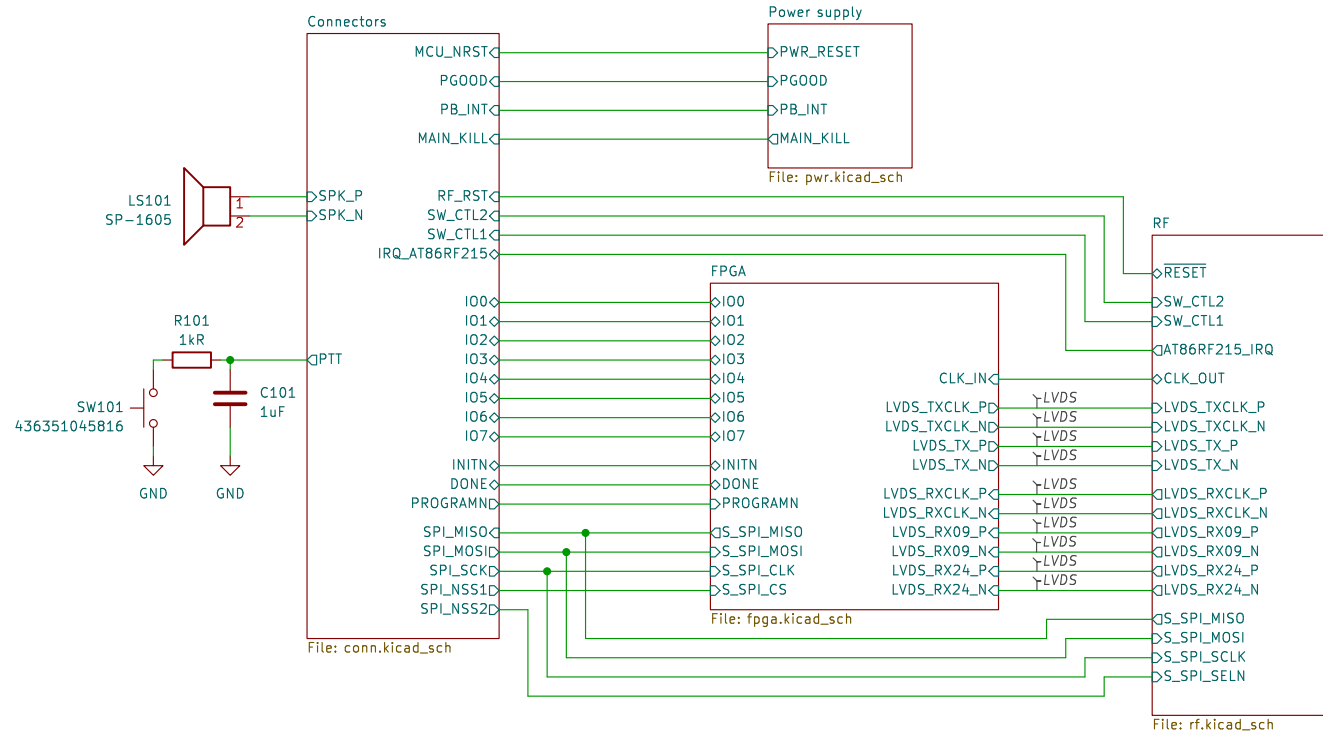 Connectors
MCU_NRST
PGOOD
PB_INT
MAIN_KILL
SPK_P
SPK_N
RF_RST
SW_CTL2
SW_CTL1
IRQ_AT86RF215
IO0
IO1
IO2
IO3
IO4
IO5
IO6
IO7
PTT
INITN
DONE
PROGRAMN
SPI_MISO
SPI_MOSI
SPI_SCK
SPI_NSS1
SPI_NSS2
File: conn.kicad_sch
Power supply
PWR_RESET
PGOOD
PB_INT
MAIN_KILL
File: pwr.kicad_sch
LS101
SP-1605
1
2
R101
1kR
C101
1uF
SW101
436351045816
GND
GND
FPGA
IO0
IO1
IO2
IO3
IO4
IO5
IO6
IO7
INITN
DONE
PROGRAMN
S_SPI_MISO
S_SPI_MOSI
S_SPI_CLK
S_SPI_CS
CLK_IN
LVDS_TXCLK_P
LVDS_TXCLK_N
LVDS_TX_P
LVDS_TX_N
LVDS_RXCLK_P
LVDS_RXCLK_N
LVDS_RX09_P
LVDS_RX09_N
LVDS_RX24_P
LVDS_RX24_N
File: fpga.kicad_sch
LVDS
LVDS
LVDS
LVDS
LVDS
LVDS
LVDS
LVDS
LVDS
LVDS
RF
RESET
SW_CTL2
SW_CTL1
AT86RF215_IRQ
CLK_OUT
LVDS_TXCLK_P
LVDS_TXCLK_N
LVDS_TX_P
LVDS_TX_N
LVDS_RXCLK_P
LVDS_RXCLK_N
LVDS_RX09_P
LVDS_RX09_N
LVDS_RX24_P
LVDS_RX24_N
S_SPI_MISO
S_SPI_MOSI
S_SPI_SCLK
S_SPI_SELN
File: rf.kicad_sch